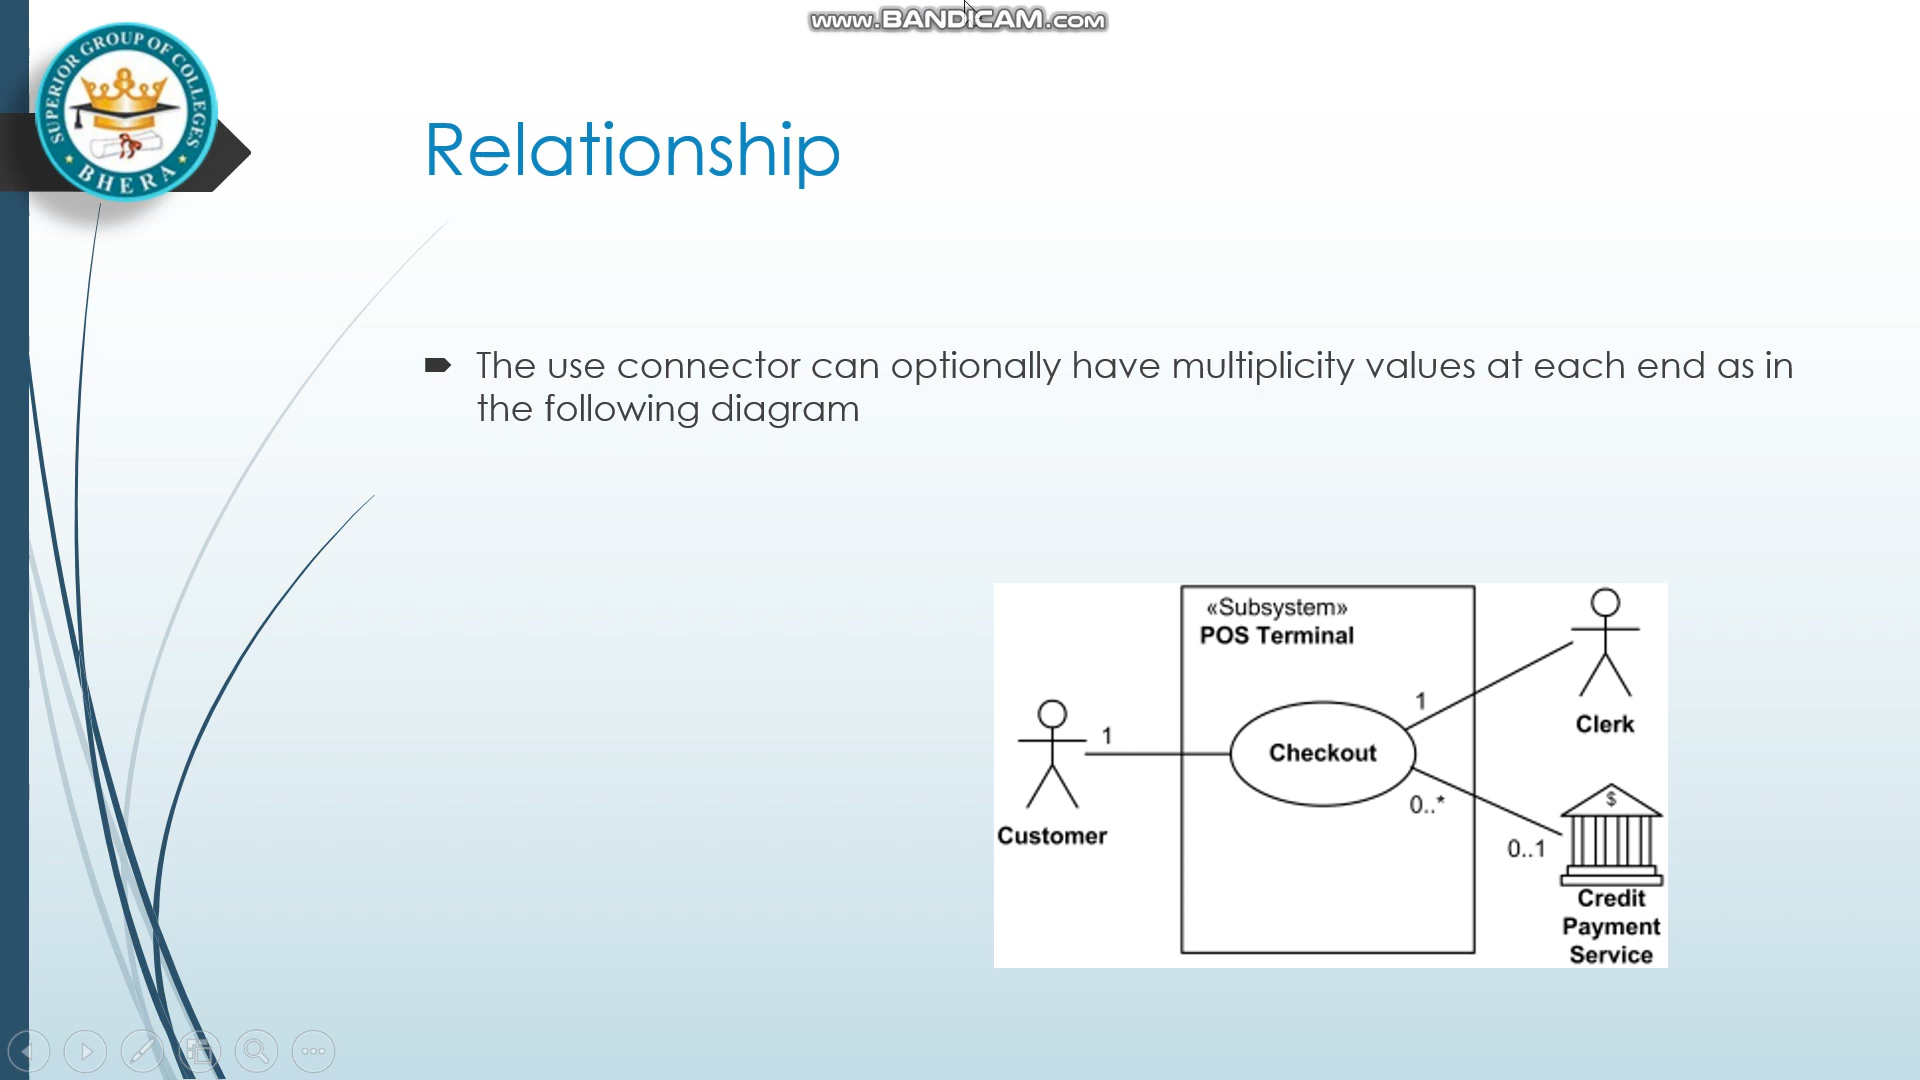 www.BANDICAM.com
SUPERIOR GROUP OF COLLEGES
BHERA
Relationship
The use connector can optionally have multiplicity values at each end as in
the following diagram
«Subsystem»
POS Terminal
1
Clerk
1
Checkout
0..*
Customer
$
0..1
Credit
Payment
Service